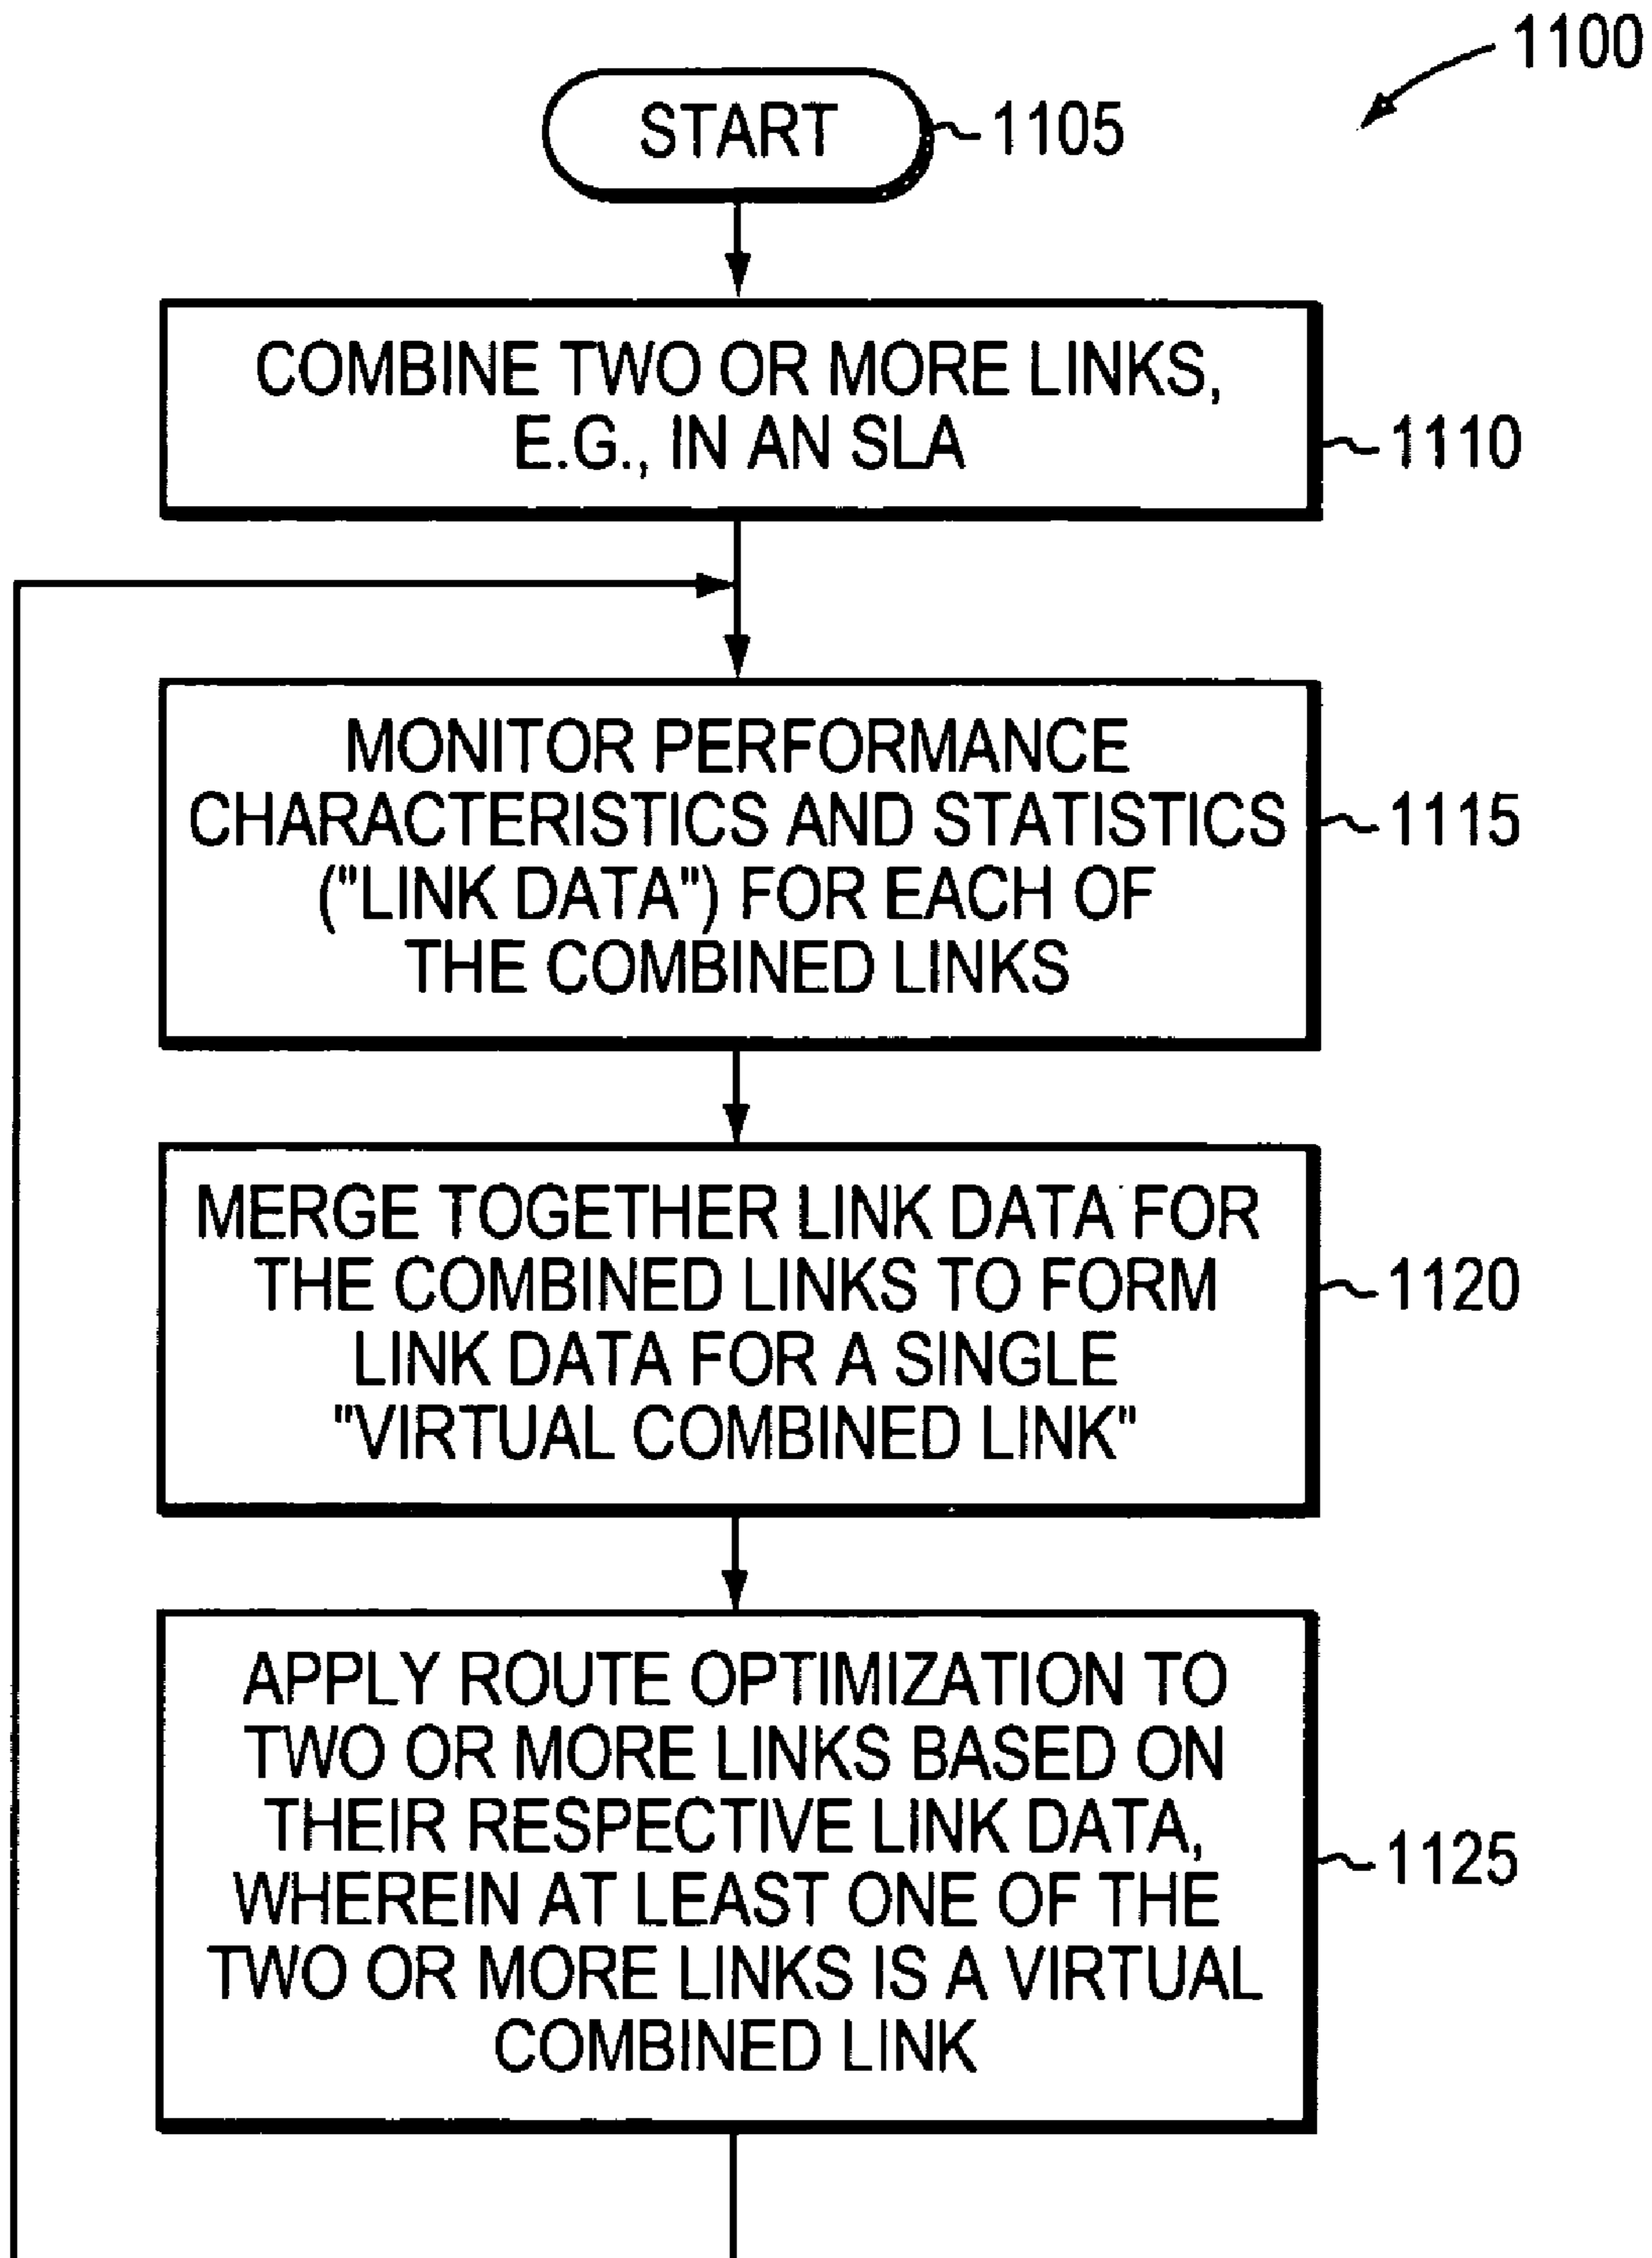 1100
START
1105
COMBINE TWO OR MORE LINKS,
E.G., IN AN SLA
1110
MONITOR PERFORMANCE
CHARACTERISTICS AND STATISTICS
("LINK DATA") FOR EACH OF
THE COMBINED LINKS
1115
MERGE TOGETHER LINK DATA FOR
THE COMBINED LINKS TO FORM
LINK DATA FOR A SINGLE
"VIRTUAL COMBINED LINK"
1120
APPLY ROUTE OPTIMIZATION TO
TWO OR MORE LINKS BASED ON
THEIR RESPECTIVE LINK DATA,
WHEREIN AT LEAST ONE OF THE
TWO OR MORE LINKS IS A VIRTUAL
COMBINED LINK
1125